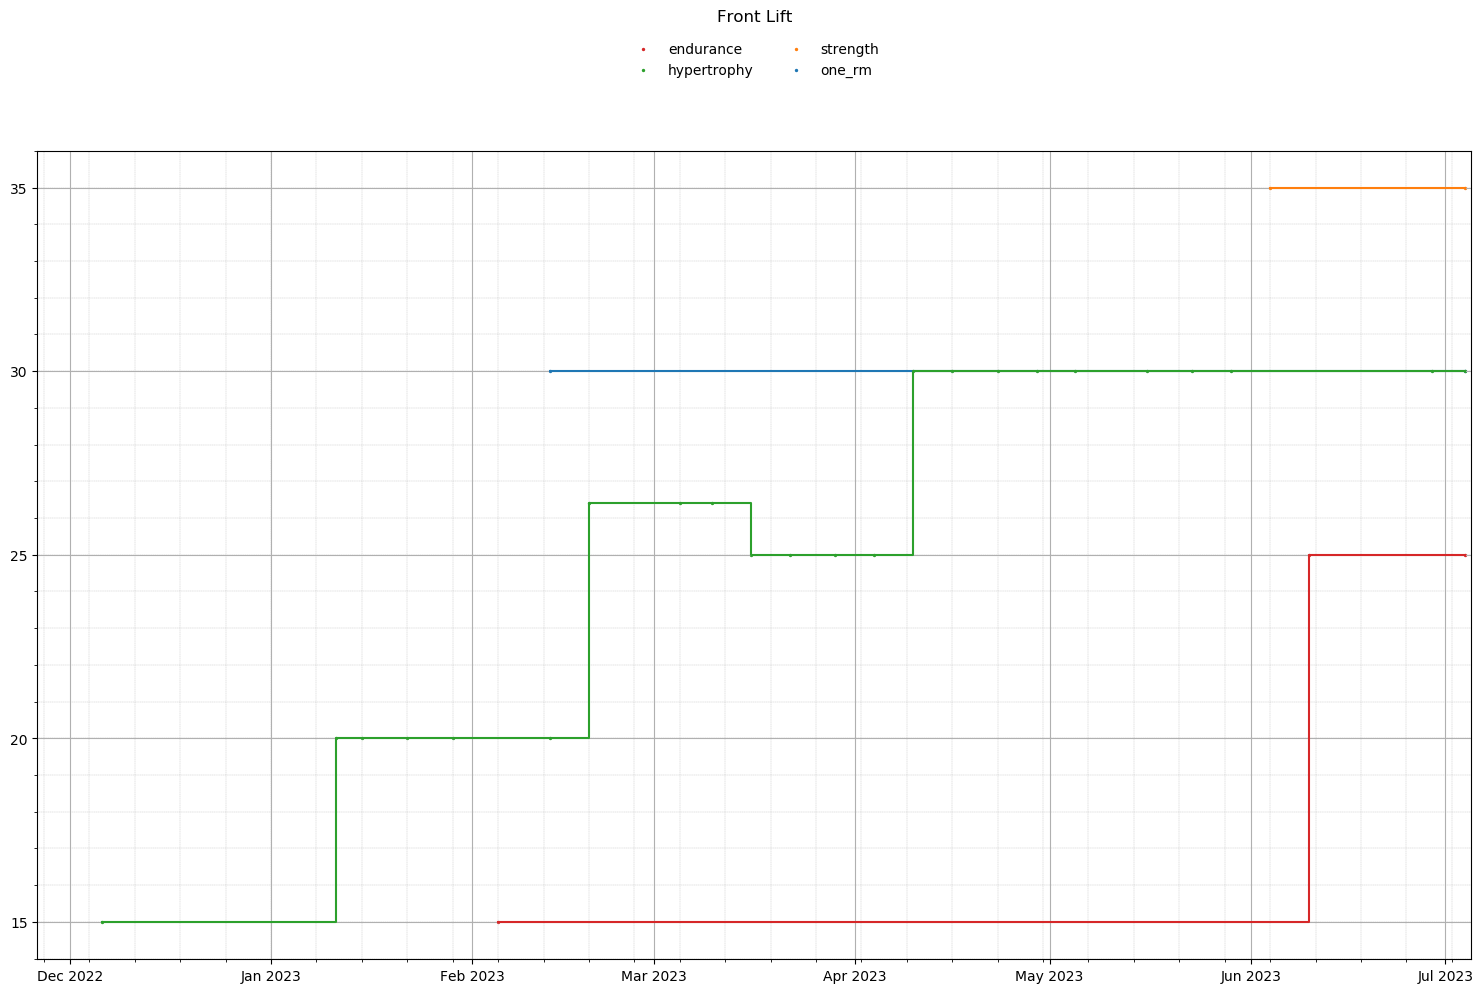 Front Lift
endurance strength
hypertrophy one_rm
35
30
25
20
15
Dec 2022 Jan 2023 Feb 2023 Mar 2023 Apr 2023 May 2023 Jun 2023 Jul 2023